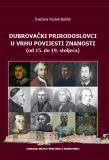 Snježana Paušek-Baždar
DUBROVAČKI PRIRODOSLOVCI
U VRHU POVIJESTI ZNANOSTI
(od 15. do 19. stoljeća)